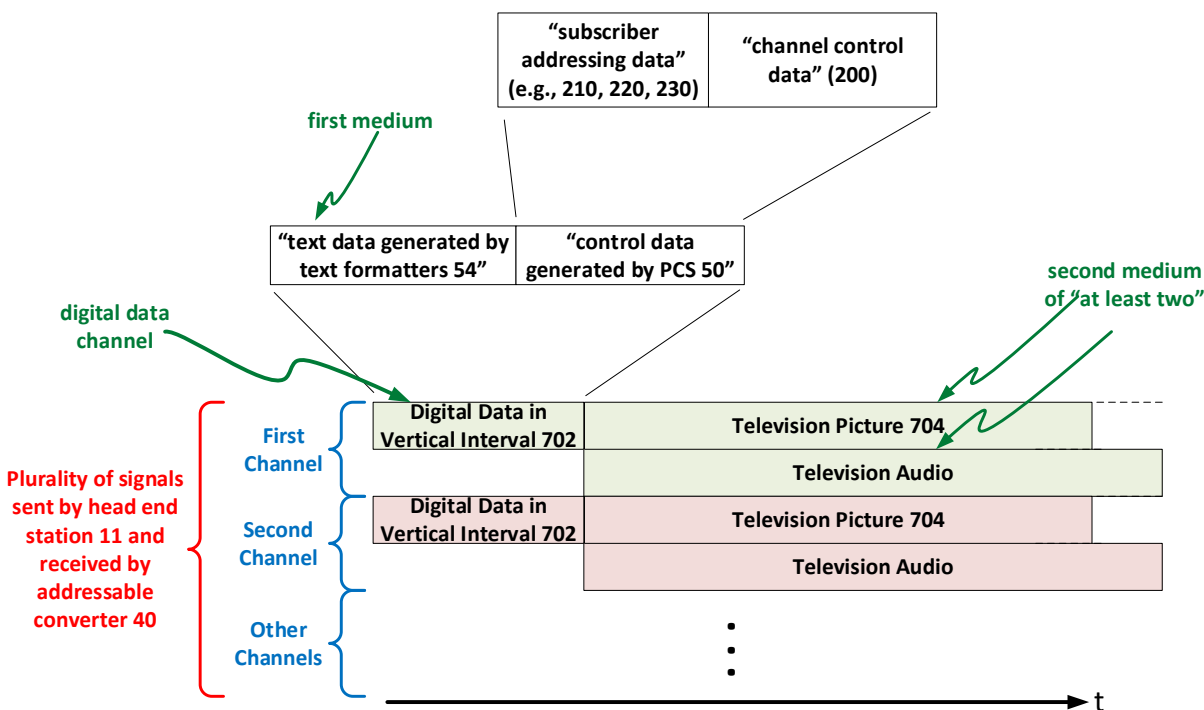 “subscriber
addressing data”
(e.g., 210, 220, 230)
“channel control
data” (200)
first medium
“text data generated by
text formatters 54”
“control data
generated by PCS 50”
second medium
of “at least two”
digital data
channel
Plurality of signals
sent by head end
station 11 and
received by
addressable
converter 40
First
Channel
Digital Data in
Vertical Interval 702
Television Picture 704
Television Audio
Second
Channel
Digital Data in
Vertical Interval 702
Television Picture 704
Television Audio
Other
Channels
t